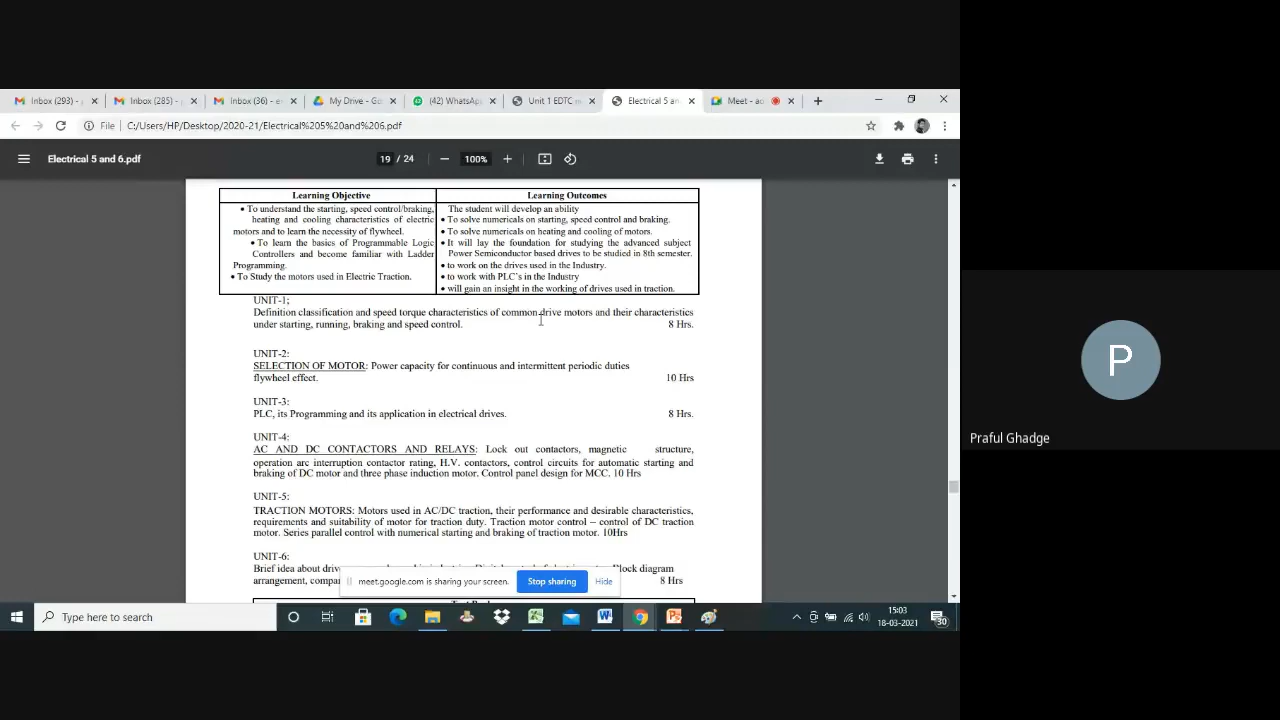 Inbox (293) -
Inbox (285) -
Inbox (36) - e
My Drive - Go
(42) WhatsAp
Unit 1 EDTC n
Electrical 5 an
Meet - ac
File C:/Users/HP/Desktop/2020-21/Electrical%205%20and%206.pdf
Electrical 5 and 6.pdf
19 / 24
100%
Learning Objective
• To understand the starting, speed control/braking,
heating and cooling characteristics of electric
motors and to learn the necessity of flywheel.
• To learn the basics of Programmable Logic
Controllers and become familiar with Ladder
Programming.
• To Study the motors used in Electric Traction.
Learning Outcomes
The student will develop an ability
• To solve numericals on starting, speed control and braking.
• To solve numericals on heating and cooling of motors.
• It will lay the foundation for studying the advanced subject
Power Semiconductor based drives to be studied in 8th semester.
• to work on the drives used in the Industry.
• to work with PLC's in the Industry
• will gain an insight in the working of drives used in traction.
UNIT-1;
Definition classification and speed torque characteristics of common drive motors and their characteristics
under starting, running, braking and speed control. 8 Hrs.
UNIT-2:
SELECTION OF MOTOR: Power capacity for continuous and intermittent periodic duties
flywheel effect. 10 Hrs
UNIT-3:
PLC, its Programming and its application in electrical drives. 8 Hrs.
UNIT-4:
AC AND DC CONTACTORS AND RELAYS: Lock out contactors, magnetic structure,
operation arc interruption contactor rating, H.V. contactors, control circuits for automatic starting and
braking of DC motor and three phase induction motor. Control panel design for MCC. 10 Hrs
UNIT-5:
TRACTION MOTORS: Motors used in AC/DC traction, their performance and desirable characteristics,
requirements and suitability of motor for traction duty. Traction motor control – control of DC traction
motor. Series parallel control with numerical starting and braking of traction motor. 10Hrs
UNIT-6:
Brief idea about Block diagram
arrangement, 8 Hrs
meet.google.com is sharing your screen. Stop sharing Hide
Type here to search
15:03
18-03-2021
30
P
Praful Ghadge